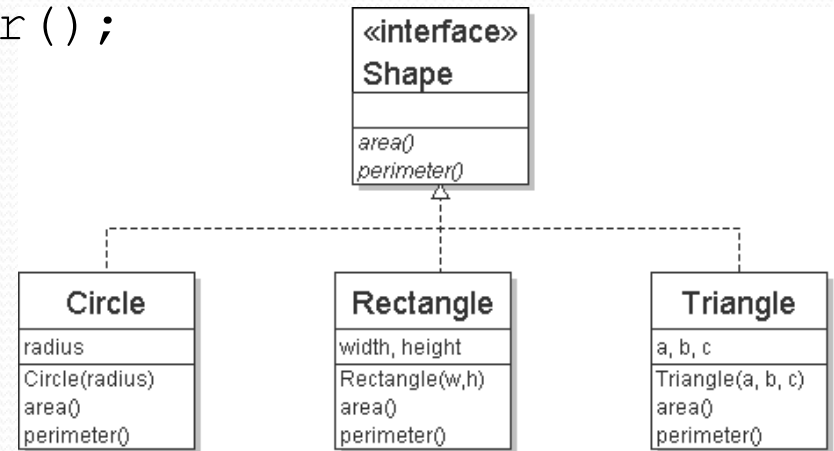 r();
«interface»
Shape
area()
perimeter()
Circle
radius
Circle(radius)
area()
perimeter()
Rectangle
width, height
Rectangle(w,h)
area()
perimeter()
Triangle
a, b, c
Triangle(a, b, c)
area()
perimeter()